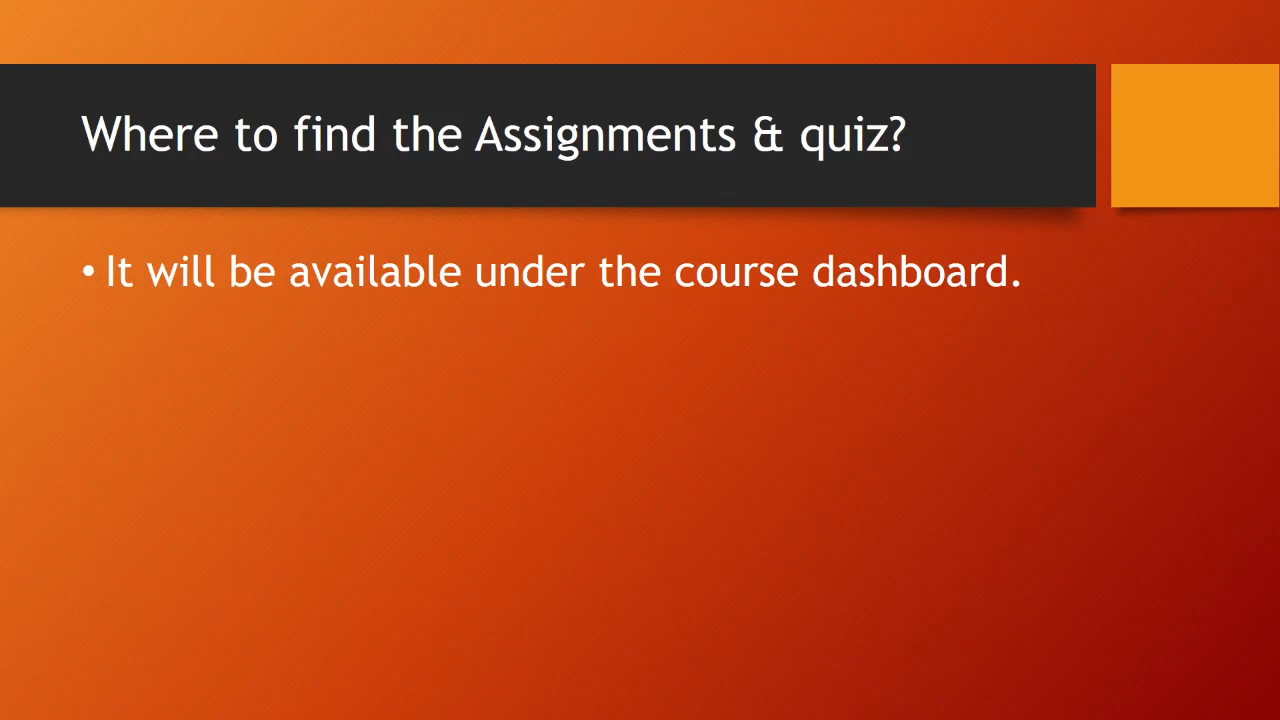 Where to find the Assignments & quiz?
• It will be available under the course dashboard.